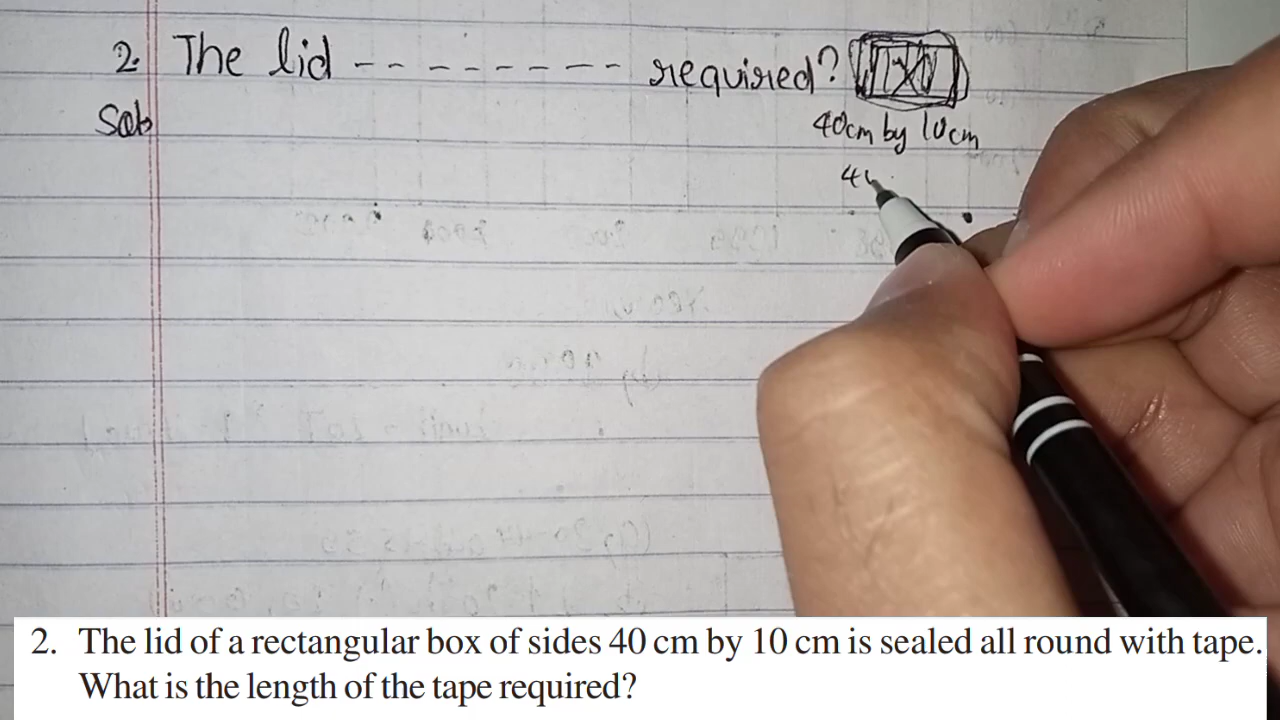 2. The lid - - - - - - - - - required?
Sol
40cm by 10cm
2. The lid of a rectangular box of sides 40 cm by 10 cm is sealed all round with tape.
What is the length of the tape required?